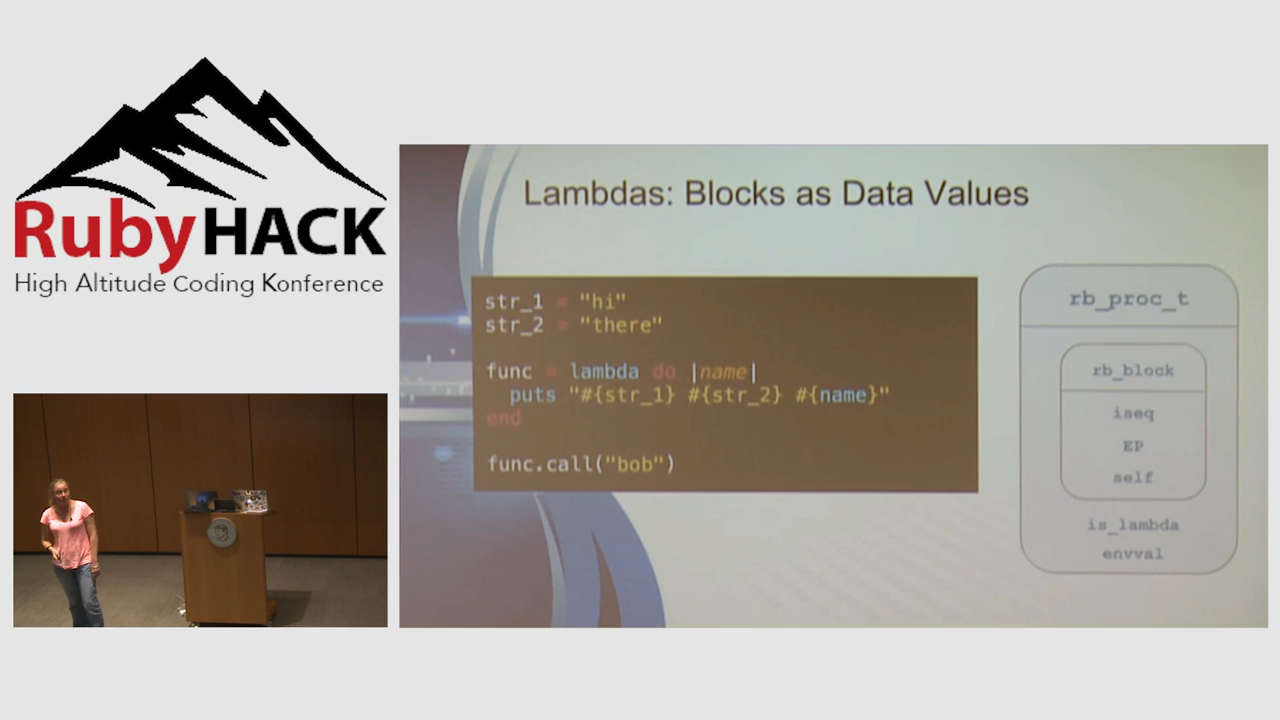 RubyHACK
High Altitude Coding Konference
Lambdas: Blocks as Data Values
str_1 = "hi"
str_2 = "there"
func = lambda do |name|
puts "#{str_1} #{str_2} #{name}"
end
func.call("bob")
rb_proc_t
rb_block
iseq
EP
self
is_lambda
envval